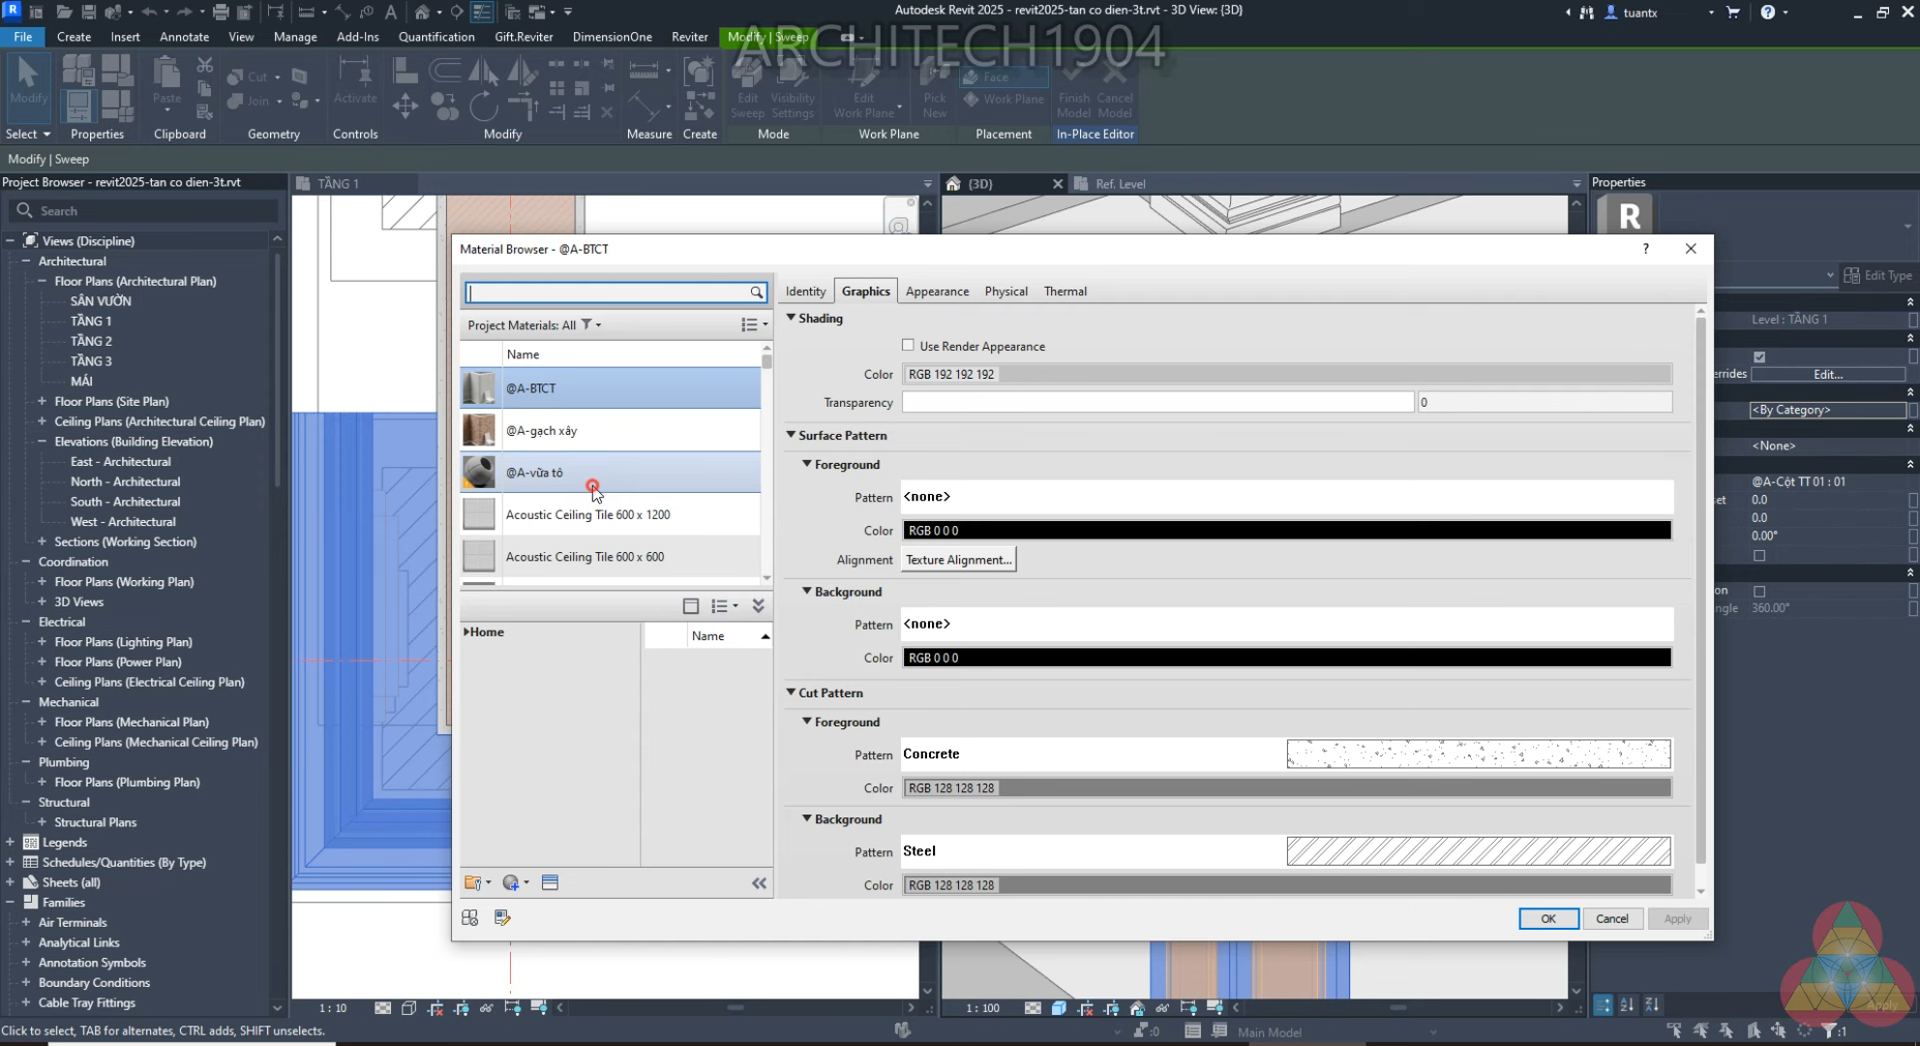 Autodesk Revit 2025 - revit2025-tan co dien-3t.rvt - 3D View: {3D}
tuantx
File
Create
Insert
Annotate
View
Manage
Add-Ins
Quantification
Gift.Reviter
DimensionOne
Reviter
Modify | Sweep
ARCHITECH1904
Modify
Paste
Cut
Join
Activate
Edit Sweep
Visibility Settings
Edit Work Plane
Pick New
Face
Work Plane
Finish Model
Cancel Model
Select
Properties
Clipboard
Geometry
Controls
Modify
Measure
Create
Mode
Work Plane
Placement
In-Place Editor
Modify | Sweep
Project Browser - revit2025-tan co dien-3t.rvt
TẦNG 1
{3D}
Ref. Level
Properties
Search
Views (Discipline)
Architectural
Floor Plans (Architectural Plan)
SÂN VƯỜN
TẦNG 1
TẦNG 2
TẦNG 3
MÁI
Floor Plans (Site Plan)
Ceiling Plans (Architectural Ceiling Plan)
Elevations (Building Elevation)
East - Architectural
North - Architectural
South - Architectural
West - Architectural
Sections (Working Section)
Coordination
Floor Plans (Working Plan)
3D Views
Electrical
Floor Plans (Lighting Plan)
Floor Plans (Power Plan)
Ceiling Plans (Electrical Ceiling Plan)
Mechanical
Floor Plans (Mechanical Plan)
Ceiling Plans (Mechanical Ceiling Plan)
Plumbing
Floor Plans (Plumbing Plan)
Structural
Structural Plans
Legends
Schedules/Quantities (By Type)
Sheets (all)
Families
Air Terminals
Analytical Links
Annotation Symbols
Boundary Conditions
Cable Tray Fittings
Material Browser - @A-BTCT
Project Materials: All
Name
@A-BTCT
@A-gạch xây
@A-vữa tô
Acoustic Ceiling Tile 600 x 1200
Acoustic Ceiling Tile 600 x 600
Home
Name
Identity
Graphics
Appearance
Physical
Thermal
Shading
Use Render Appearance
Color RGB 192 192 192
Transparency 0
Surface Pattern
Foreground
Pattern <none>
Color RGB 0 0 0
Alignment Texture Alignment...
Background
Pattern <none>
Color RGB 0 0 0
Cut Pattern
Foreground
Pattern Concrete
Color RGB 128 128 128
Background
Pattern Steel
Color RGB 128 128 128
OK
Cancel
Apply
Edit Type
Level : TẦNG 1
Edit...
<By Category>
<None>
@A-Cột TT 01 : 01
0.0
0.0
0.00°
360.00°
Apply
1 : 10
1 : 100
Click to select, TAB for alternates, CTRL adds, SHIFT unselects.
:0
Main Model
:1